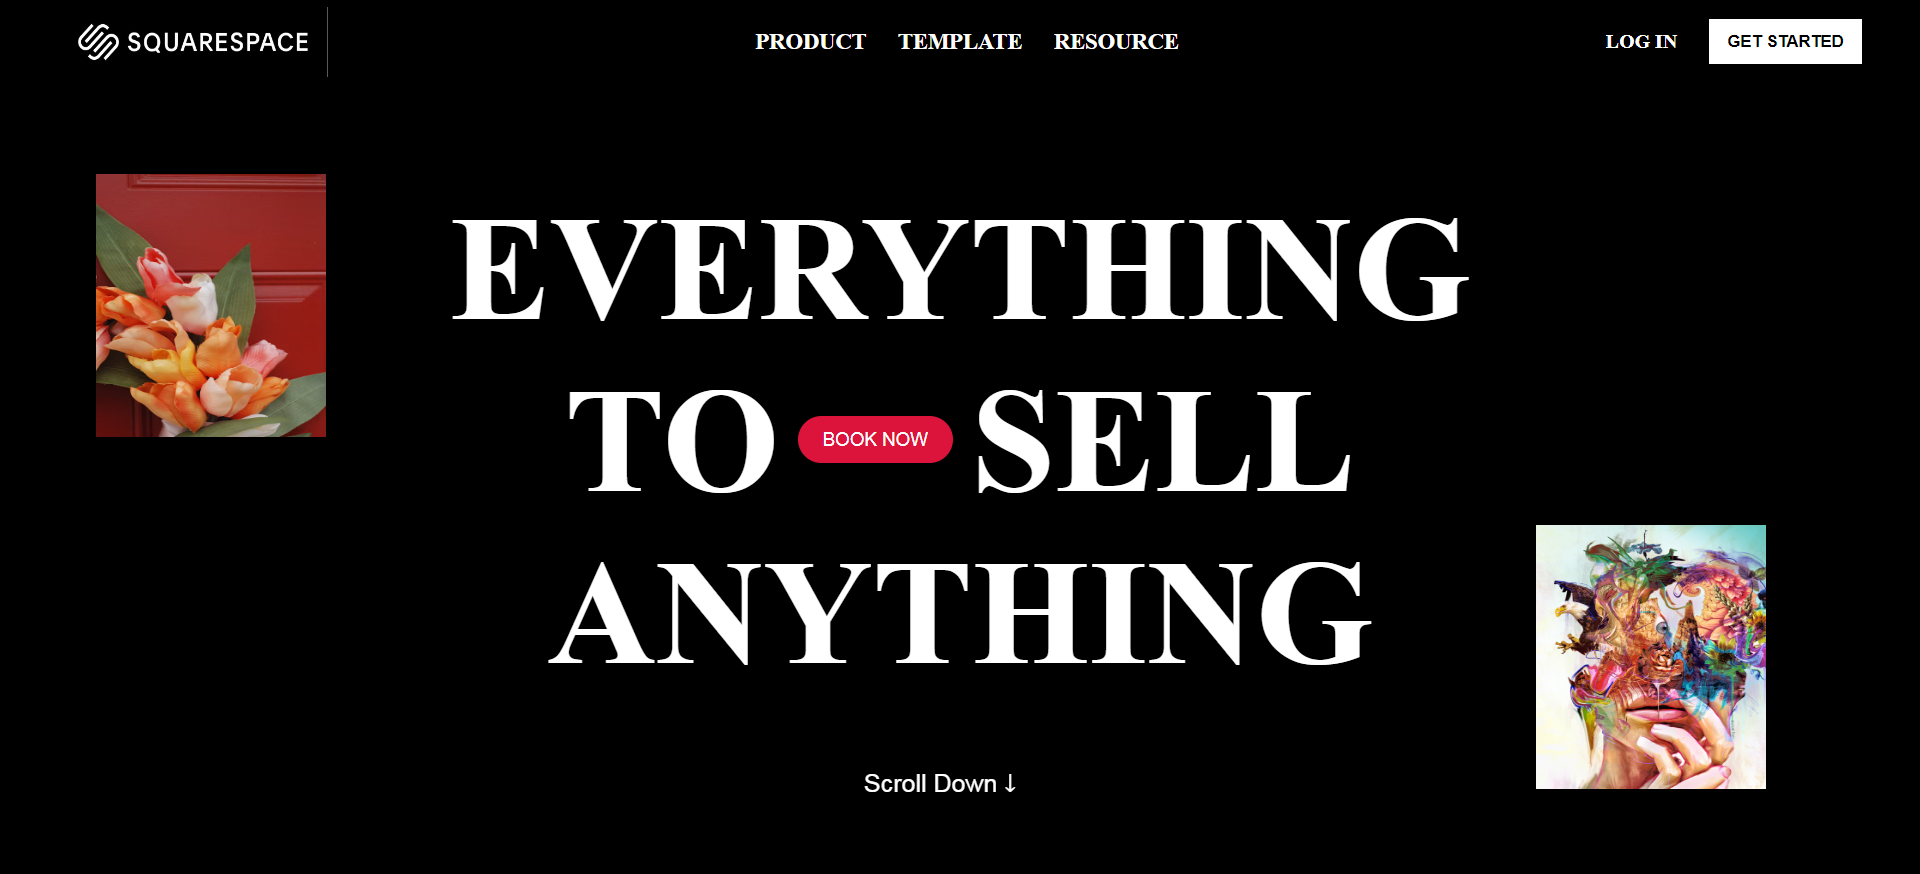 SQUARESPACE
PRODUCT TEMPLATE RESOURCE
LOG IN
GET STARTED
EVERYTHING
TO BOOK NOW SELL
ANYTHING
Scroll Down ↓